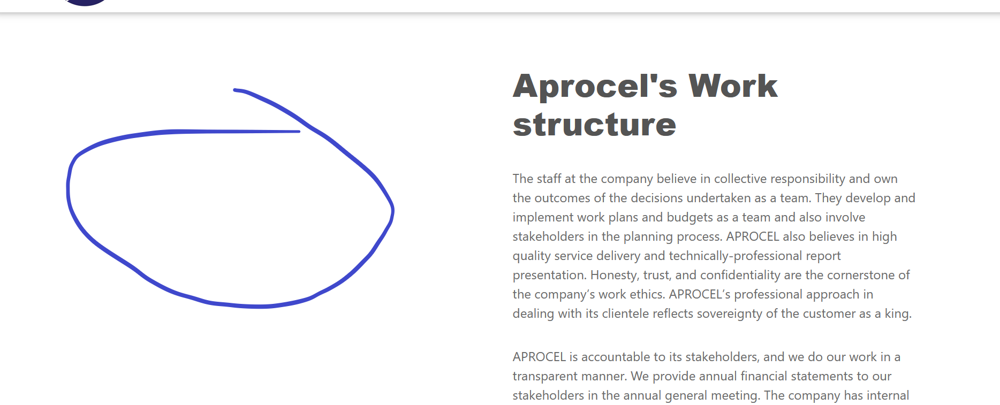 Aprocel's Work
structure
The staff at the company believe in collective responsibility and own
the outcomes of the decisions undertaken as a team. They develop and
implement work plans and budgets as a team and also involve
stakeholders in the planning process. APROCEL also believes in high
quality service delivery and technically-professional report
presentation. Honesty, trust, and confidentiality are the cornerstone of
the company’s work ethics. APROCEL’s professional approach in
dealing with its clientele reflects sovereignty of the customer as a king.
APROCEL is accountable to its stakeholders, and we do our work in a
transparent manner. We provide annual financial statements to our
stakeholders in the annual general meeting. The company has internal